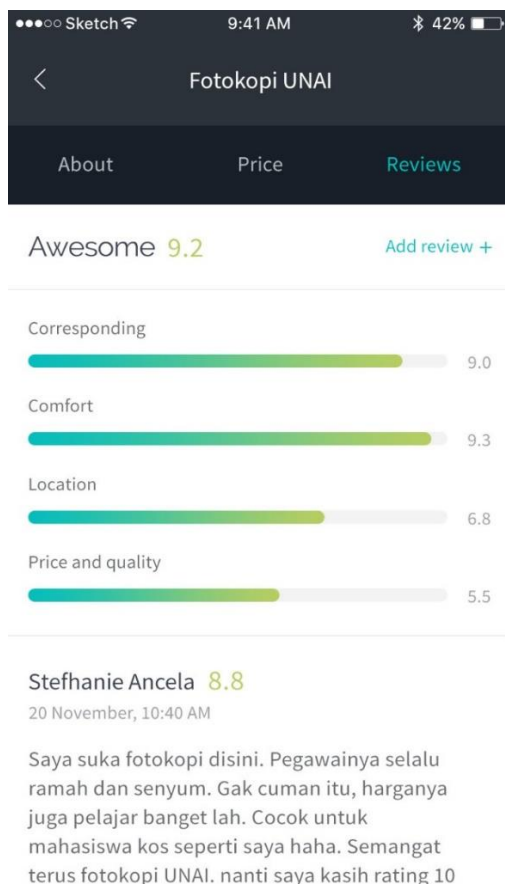 Sketch 9:41 AM 42%
Fotokopi UNAI
About Price Reviews
Awesome 9.2 Add review +
Corresponding
9.0
Comfort
9.3
Location
6.8
Price and quality
5.5
Stefhanie Ancela 8.8
20 November, 10:40 AM
Saya suka fotokopi disini. Pegawainya selalu
ramah dan senyum. Gak cuman itu, harganya
juga pelajar banget lah. Cocok untuk
mahasiswa kos seperti saya haha. Semangat
terus fotokopi UNAI. nanti saya kasih rating 10